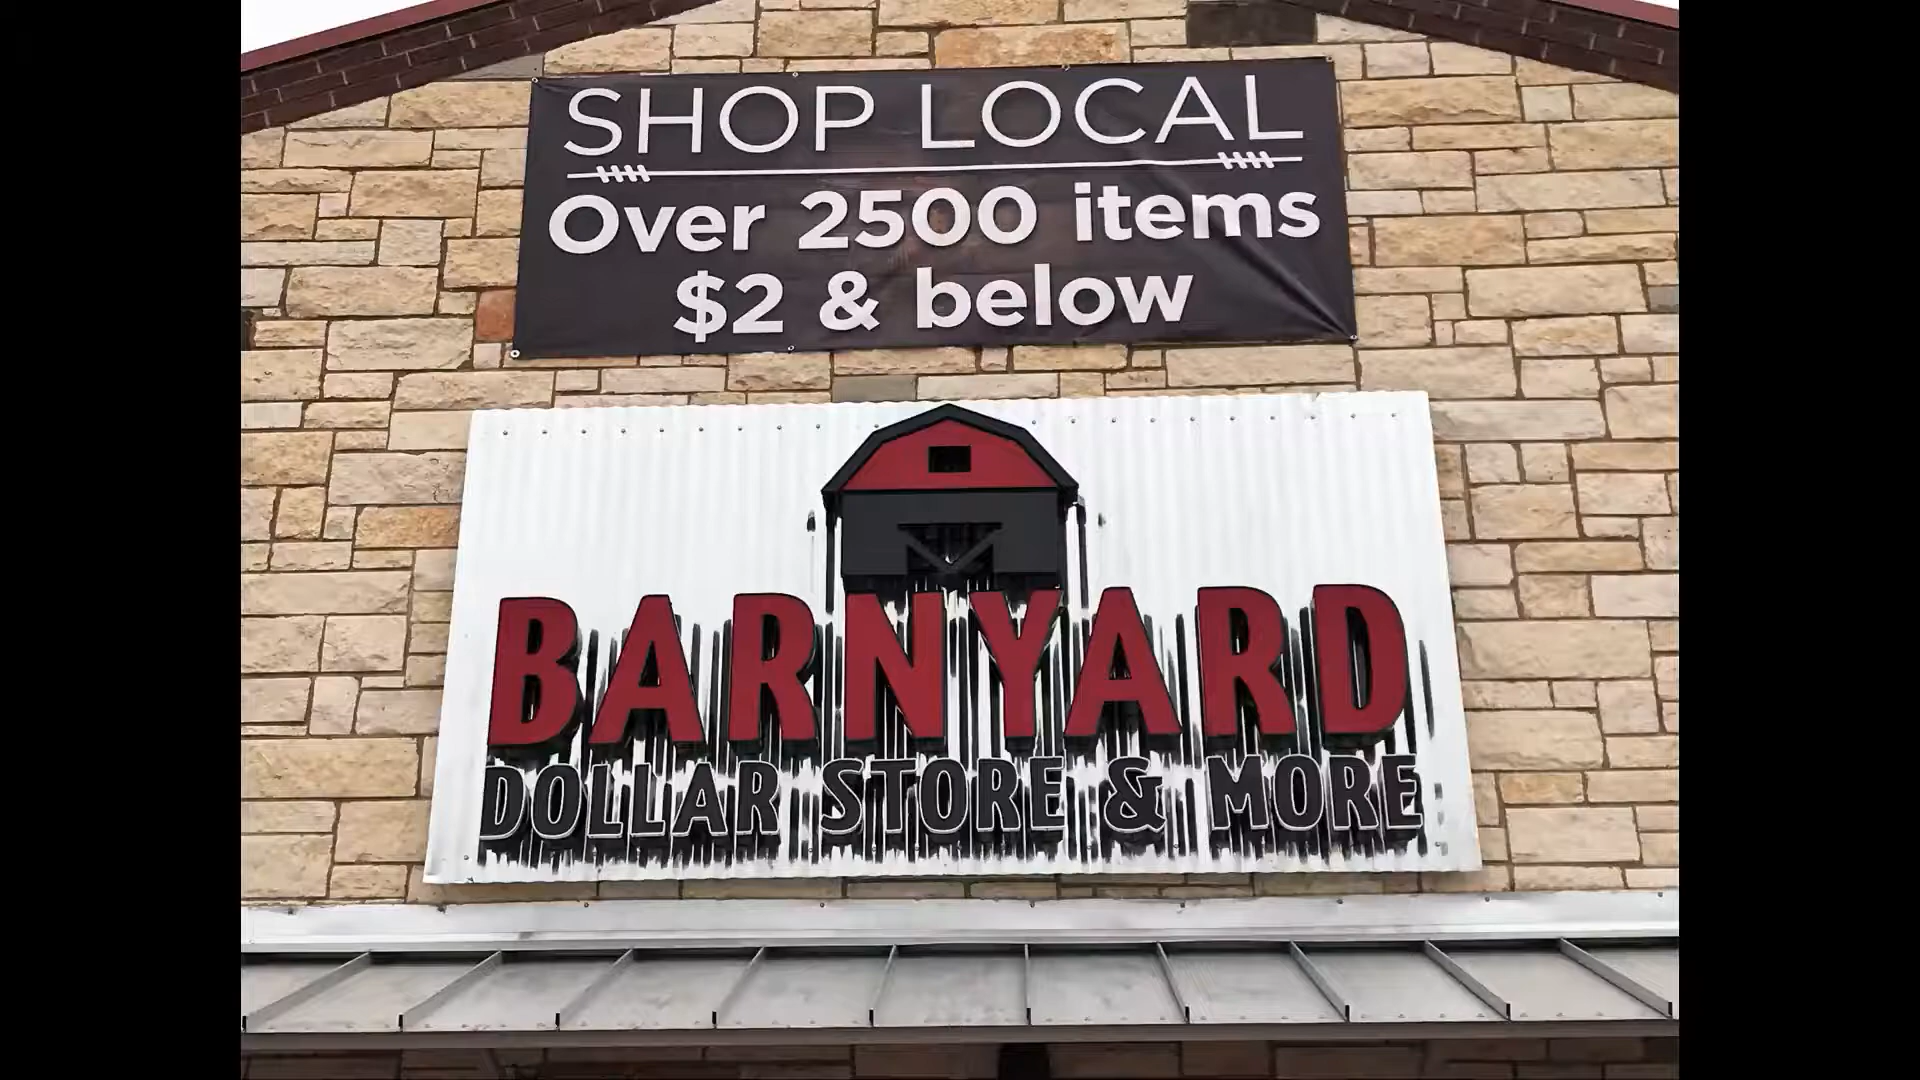 SHOP LOCAL
Over 2500 items
$2 & below
BARNYARD
DOLLAR STORE & MORE